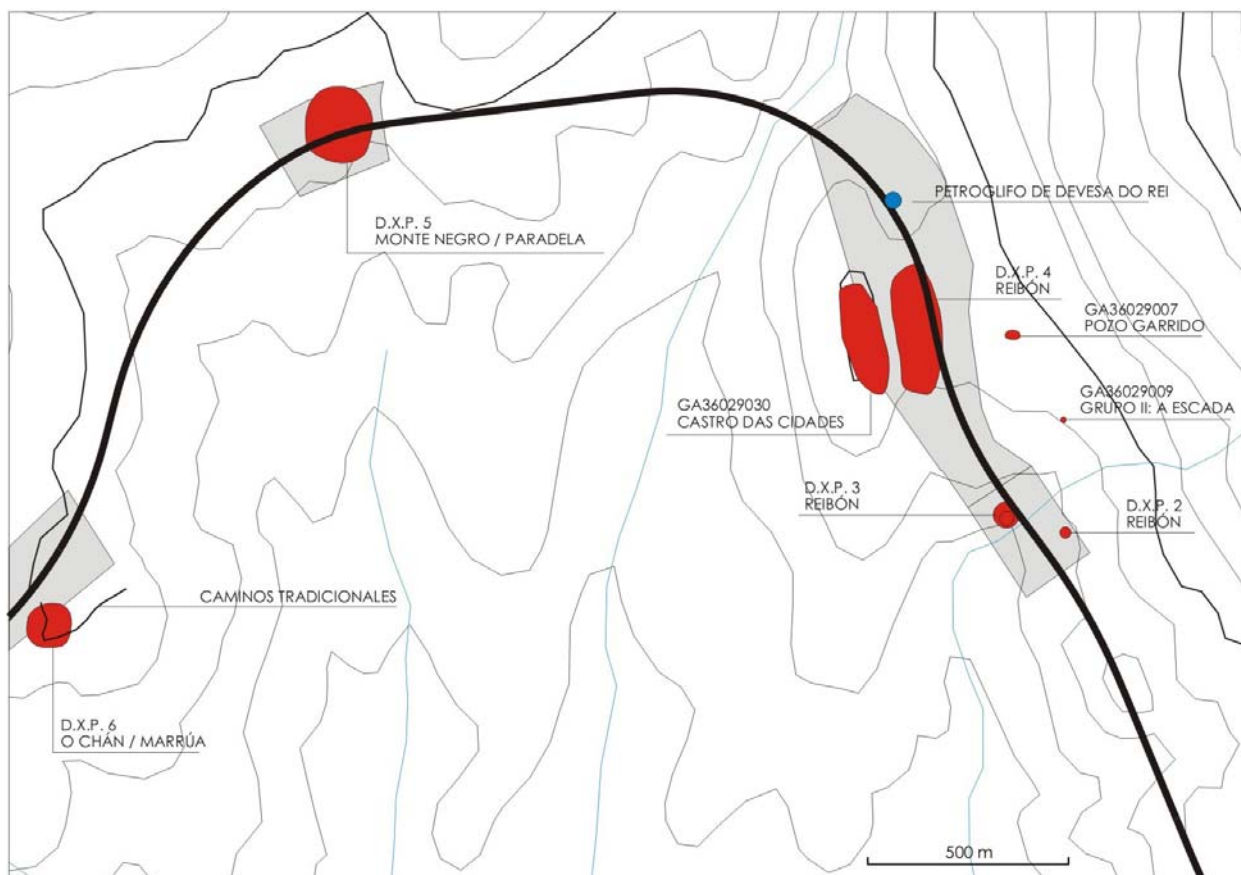 PETROGLIFO DE DEVESA DO REI
D.X.P. 5
MONTE NEGRO / PARADELA
D.X.P. 4
REIBÓN
GA36029007
POZO GARRIDO
GA36029030
CASTRO DAS CIDADES
GA36029009
GRUPO II: A ESCADA
D.X.P. 3
REIBÓN
D.X.P. 2
REIBÓN
CAMINOS TRADICIONALES
D.X.P. 6
O CHÁN / MARRÚA
500 m